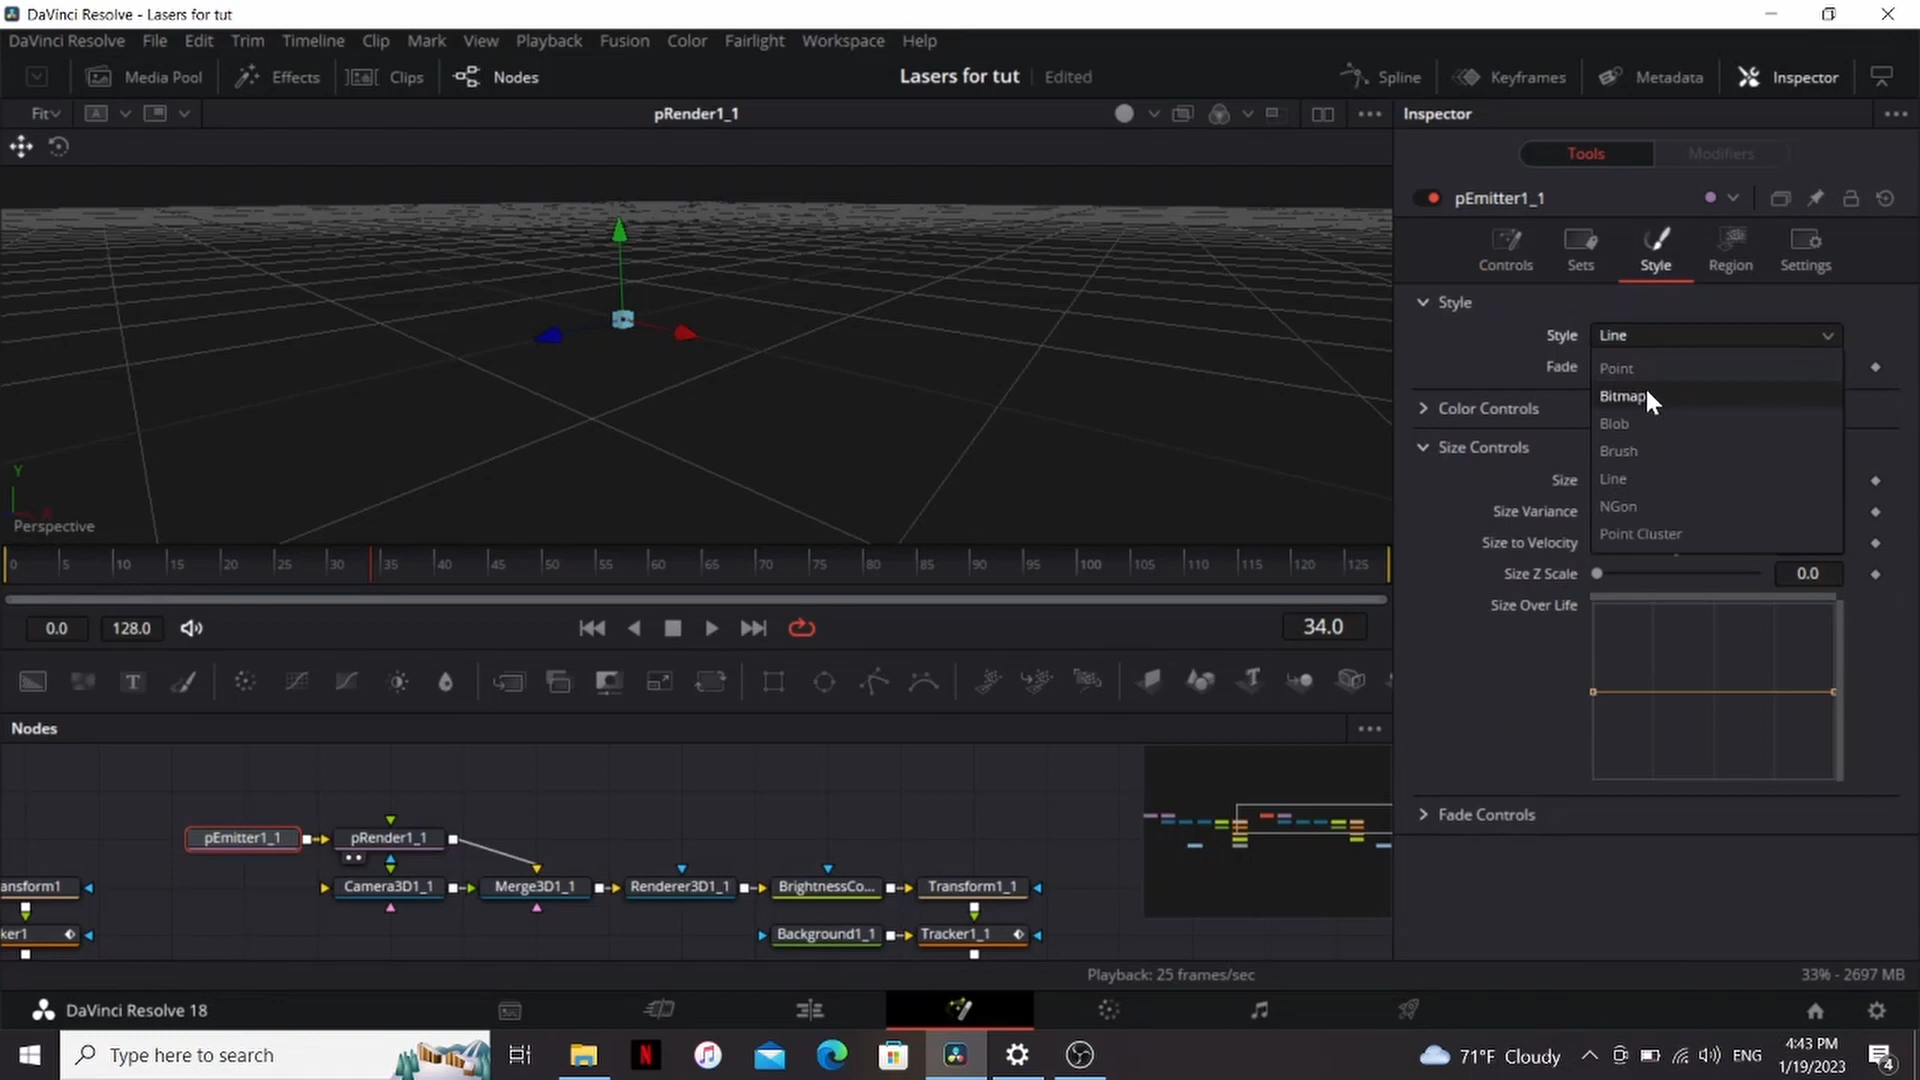 DaVinci Resolve - Lasers for tut
DaVinci Resolve File Edit Trim Timeline Clip Mark View Playback Fusion Color Fairlight Workspace Help
Media Pool Effects Clips Nodes Lasers for tut Edited Spline Keyframes Metadata Inspector
Fit A pRender1_1 Inspector
Tools Modifiers
pEmitter1_1
Controls Sets Style Region Settings
Style
Style Line
Fade Point
Bitmap
Color Controls
Blob
Size Controls Brush
Size Line
Size Variance NGon
Size to Velocity Point Cluster
Size Z Scale 0.0
Size Over Life
Fade Controls
Y
Perspective
0 5 10 15 20 25 30 35 40 45 50 55 60 65 70 75 80 85 90 95 100 105 110 115 120 125
0.0 128.0 34.0
T
Nodes
pEmitter1_1 pRender1_1
ansform1 Camera3D1_1 Merge3D1_1 Renderer3D1_1 BrightnessCo... Transform1_1
ker1 Background1_1 Tracker1_1
Playback: 25 frames/sec 33% - 2697 MB
DaVinci Resolve 18
Type here to search N 71°F Cloudy ENG 4:43 PM
1/19/2023 4